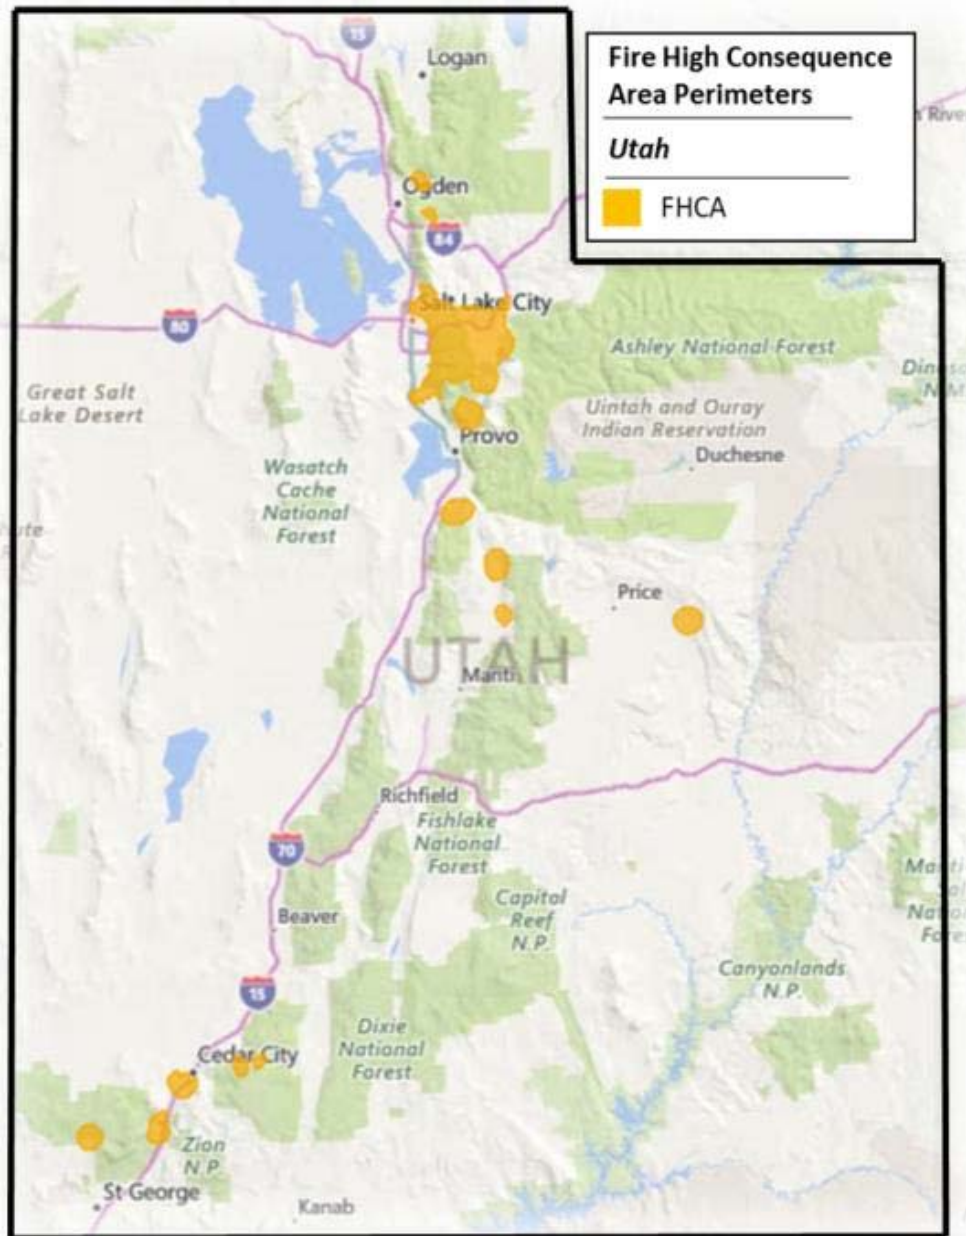 Fire High Consequence
Area Perimeters
Utah
FHCA
15
Logan
Ogden
84
Salt Lake City
80
Ashley National Forest
Great Salt
Lake Desert
Uintah and Ouray
Indian Reservation
Provo
Duchesne
Wasatch
Cache
National
Forest
Price
UTAH
Manti
Richfield
Fishlake
National
Forest
70
Capitol
Reef
N.P.
Beaver
Canyonlands
N.P.
15
Dixie
National
Forest
Cedar City
Zion
N.P.
St George
Kanab